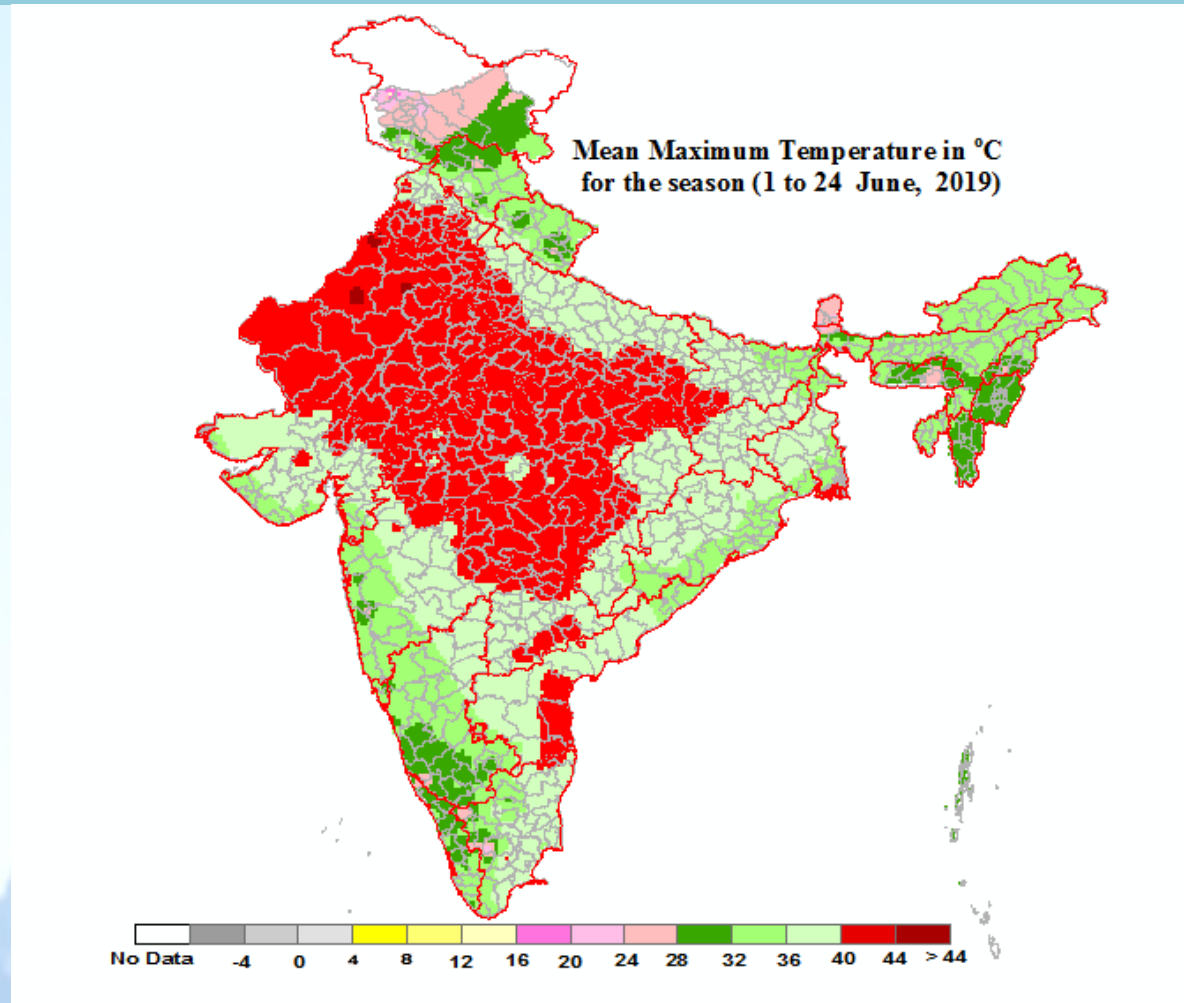 Mean Maximum Temperature in °C
for the season (1 to 24 June, 2019)
No Data -4 0 4 8 12 16 20 24 28 32 36 40 44 > 44